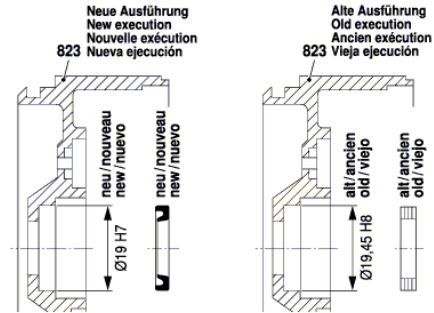 Neue Ausführung
New execution
Nouvelle exécution
823 Nueva ejecución
neu/nouveau
new/nuevo
neu/nouveau
new/nuevo
Ø19 H7
Alte Ausführung
Old execution
Ancien exécution
823 Vieja ejecución
alt/ancien
old/viejo
alt/ancien
old/viejo
Ø19,45 H8